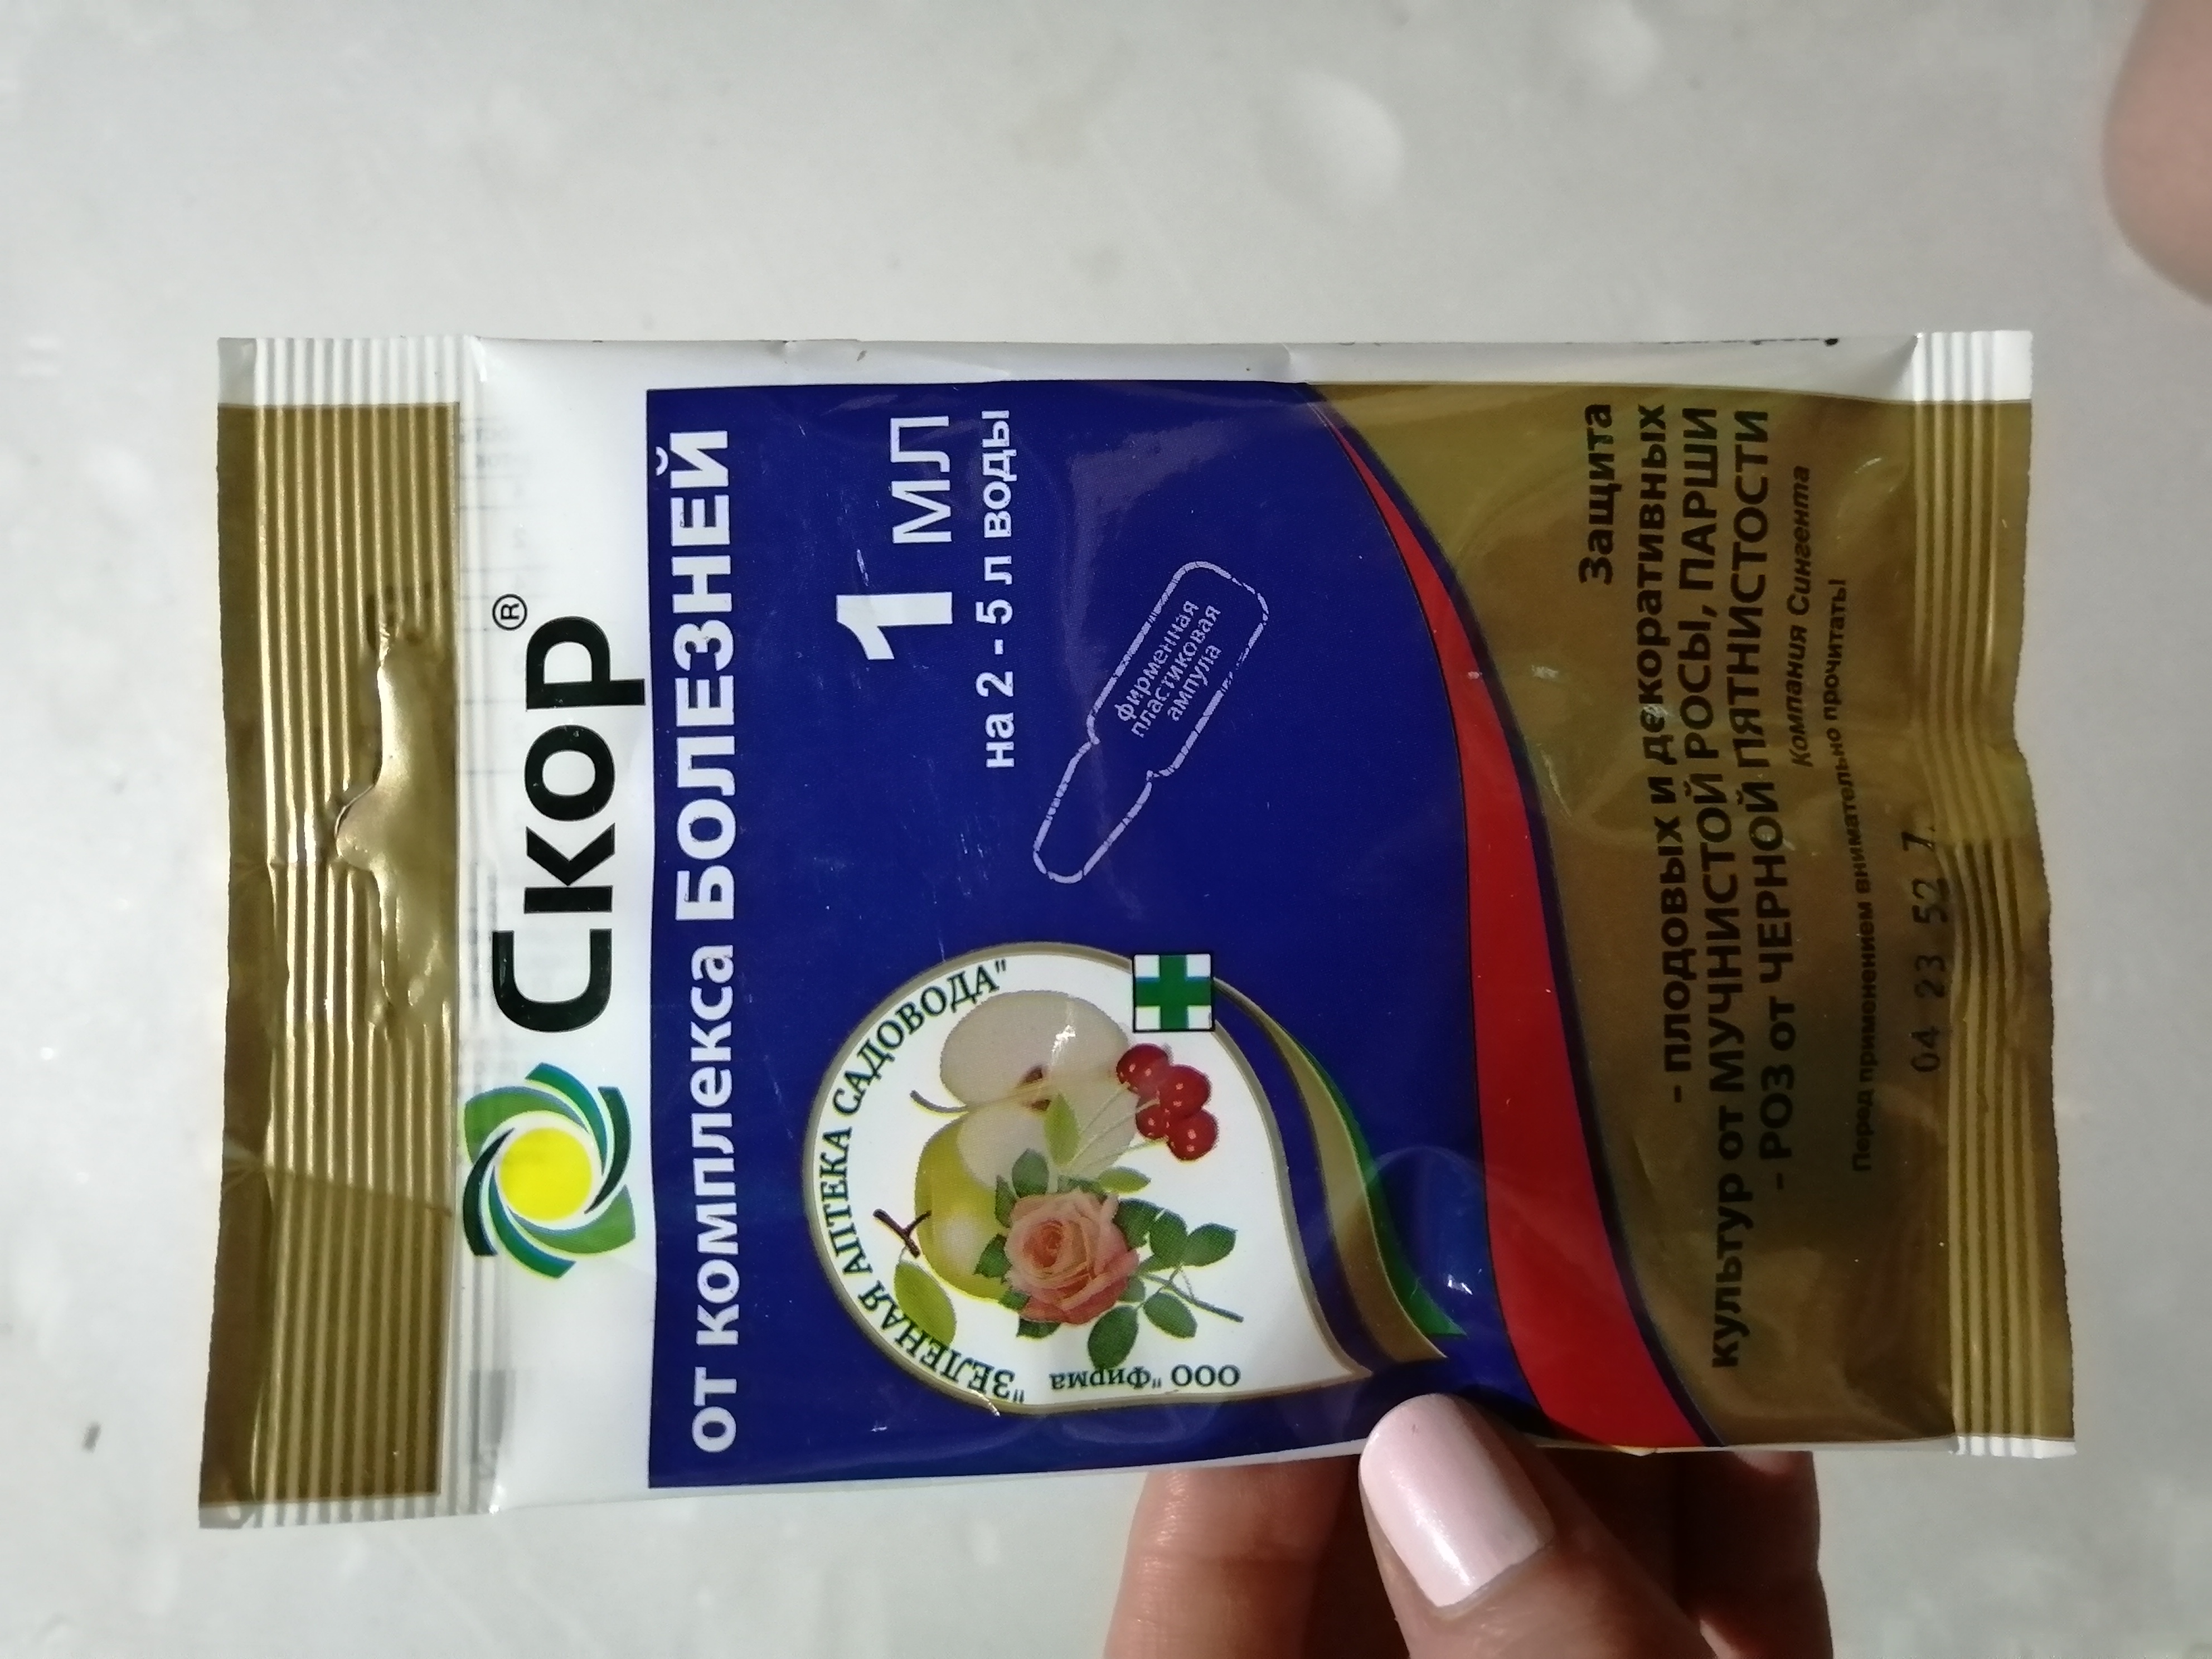 Скор®
от комплекса БОЛЕЗНЕЙ
1 мл
на 2 - 5 л воды
фирменная
пластиковая
ампула
ООО "Фирма
"ЗЕЛЕНАЯ АПТЕКА САДОВОДА"
Защита
- плодовых и декоративных
культур от МУЧНИСТОЙ РОСЫ, ПАРШИ
- РОЗ от ЧЕРНОЙ ПЯТНИСТОСТИ
Компания Сингента
Перед применением внимательно прочитать!
04 23 52 7